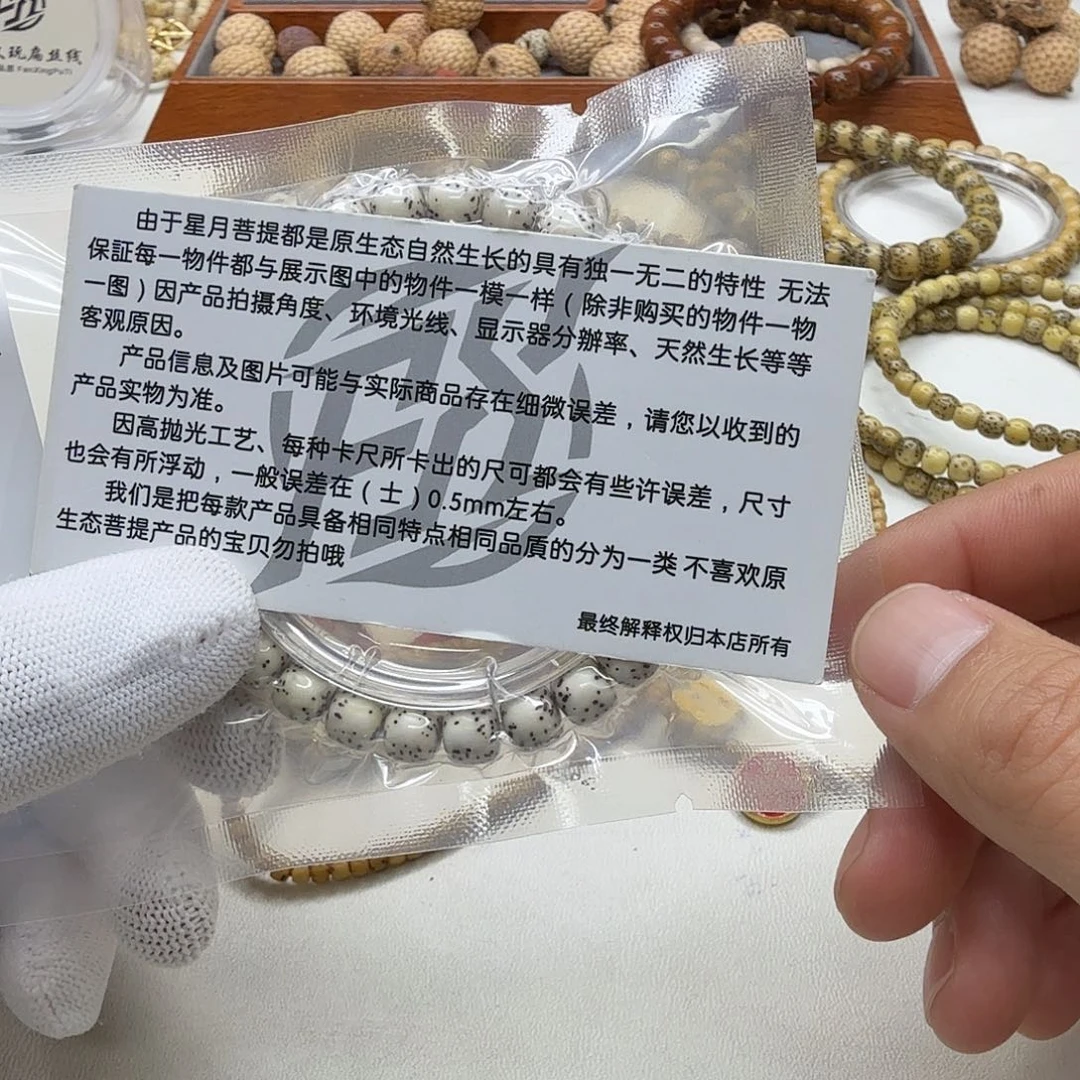 玩腐丝线
FanXingPuTi
由于星月菩提都是原生态自然生长的具有独一无二的特性 无法
保証每一物件都与展示图中的物件一模一样（除非购买的物件一物
一图）因产品拍摄角度、环境光线、显示器分辦率、天然生长等等
客观原因。
产品信息及图片可能与实际商品存在细微误差，请您以收到的
产品实物为准。
因高抛光工艺、每种卡尺所卡出的尺可都会有些许误差，尺寸
也会有所浮动，一般误差在（士）0.5mm左右。
我们是把每款产品具备相同特点相同品質的分为一类 不喜欢原
生态菩提产品的宝贝勿拍哦
最终解释权归本店所有